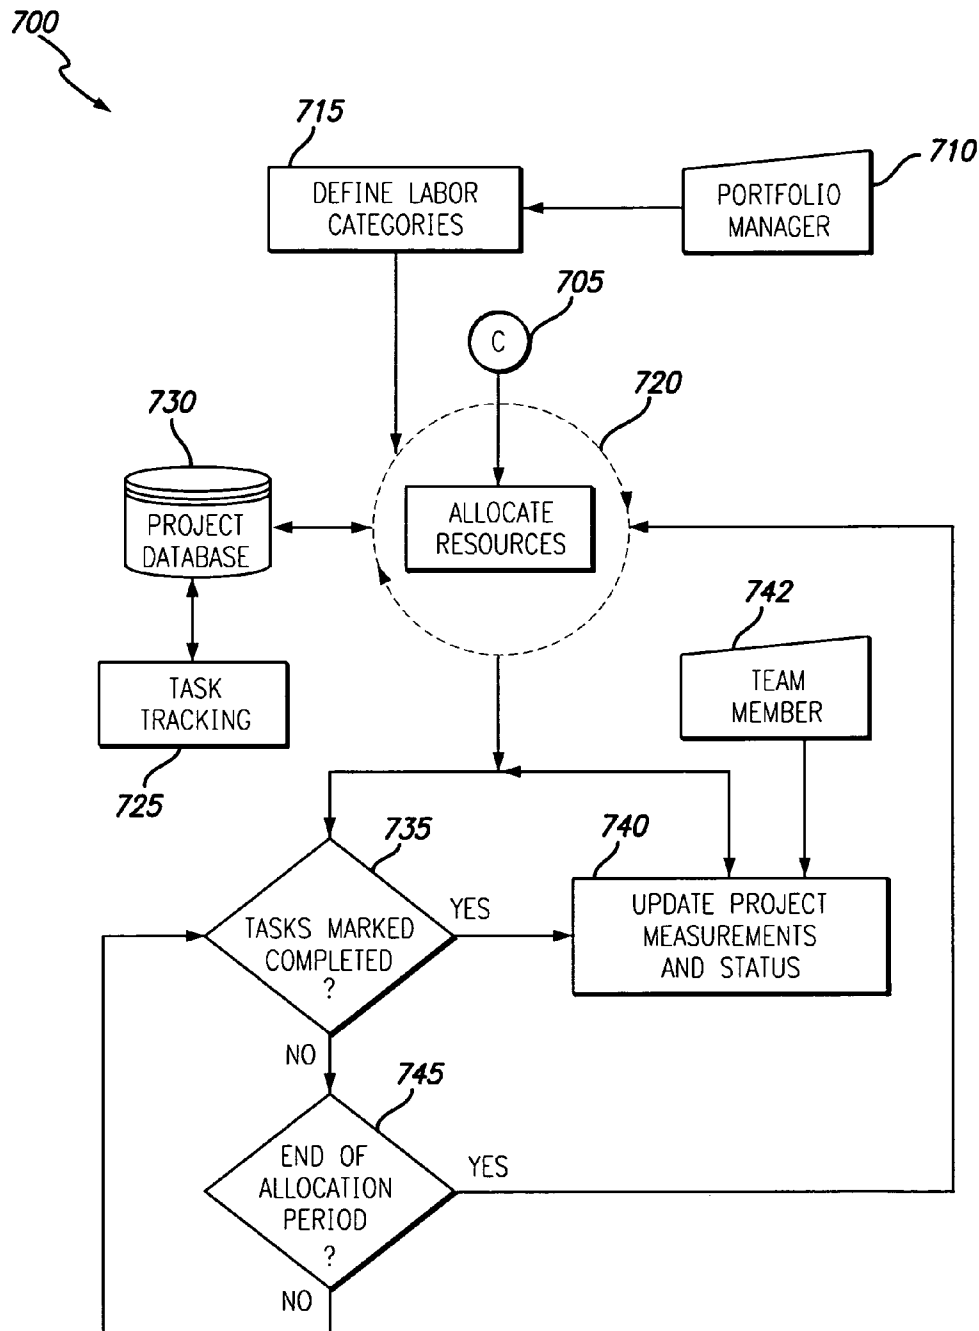 700
715
DEFINE LABOR
CATEGORIES
710
PORTFOLIO
MANAGER
705
C
720
730
PROJECT
DATABASE
ALLOCATE
RESOURCES
742
TEAM
MEMBER
TASK
TRACKING
725
735
740
TASKS MARKED
COMPLETED
?
YES
UPDATE PROJECT
MEASUREMENTS
AND STATUS
NO
745
END OF
ALLOCATION
PERIOD
?
YES
NO